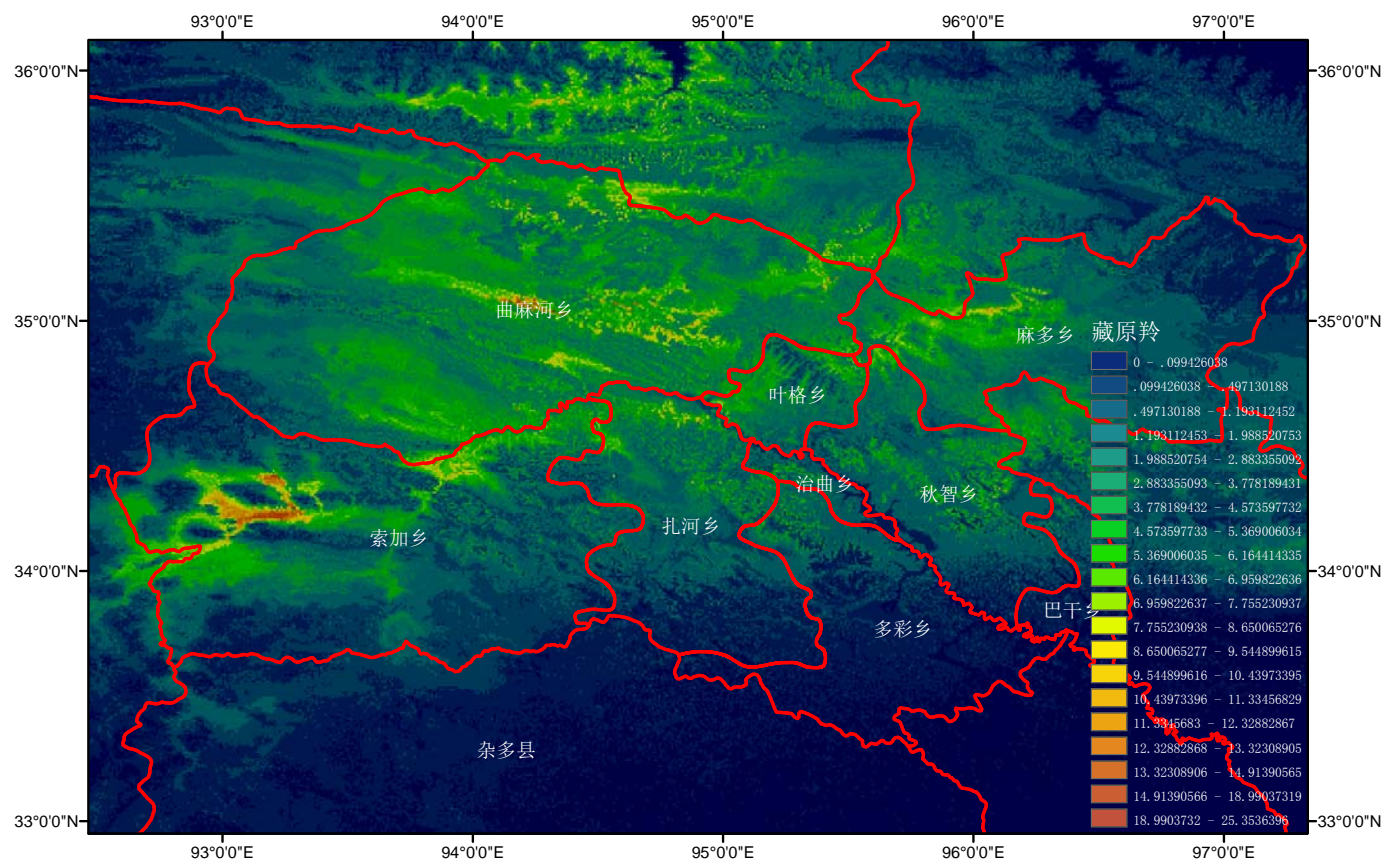 93°0'0"E 94°0'0"E 95°0'0"E 96°0'0"E 97°0'0"E
36°0'0"N 36°0'0"N
35°0'0"N 35°0'0"N
34°0'0"N 34°0'0"N
33°0'0"N 33°0'0"N
曲麻河乡
麻多乡
叶格乡
治曲乡
秋智乡
扎河乡
索加乡
巴干乡
多彩乡
杂多县
藏原羚
0 - .099426038
.099426038 - .497130188
.497130188 - 1.193112452
1.193112453 - 1.988520753
1.988520754 - 2.883355092
2.883355093 - 3.778189431
3.778189432 - 4.573597732
4.573597733 - 5.369006034
5.369006035 - 6.164414335
6.164414336 - 6.959822636
6.959822637 - 7.755230937
7.755230938 - 8.650065276
8.650065277 - 9.544899615
9.544899616 - 10.43973395
10.43973396 - 11.33456829
11.3345683 - 12.32882867
12.32882868 - 13.32308905
13.32308906 - 14.91390565
14.91390566 - 18.99037319
18.9903732 - 25.3536396
93°0'0"E 94°0'0"E 95°0'0"E 96°0'0"E 97°0'0"E